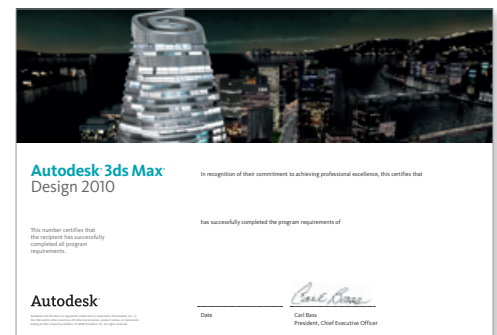 Autodesk® 3ds Max®
Design 2010
In recognition of their commitment to achieving professional excellence, this certifies that
has successfully completed the program requirements of
This number certifies that
the recipient has successfully
completed all program
requirements.
Carl Bass
Autodesk®
Date
Carl Bass
President, Chief Executive Officer